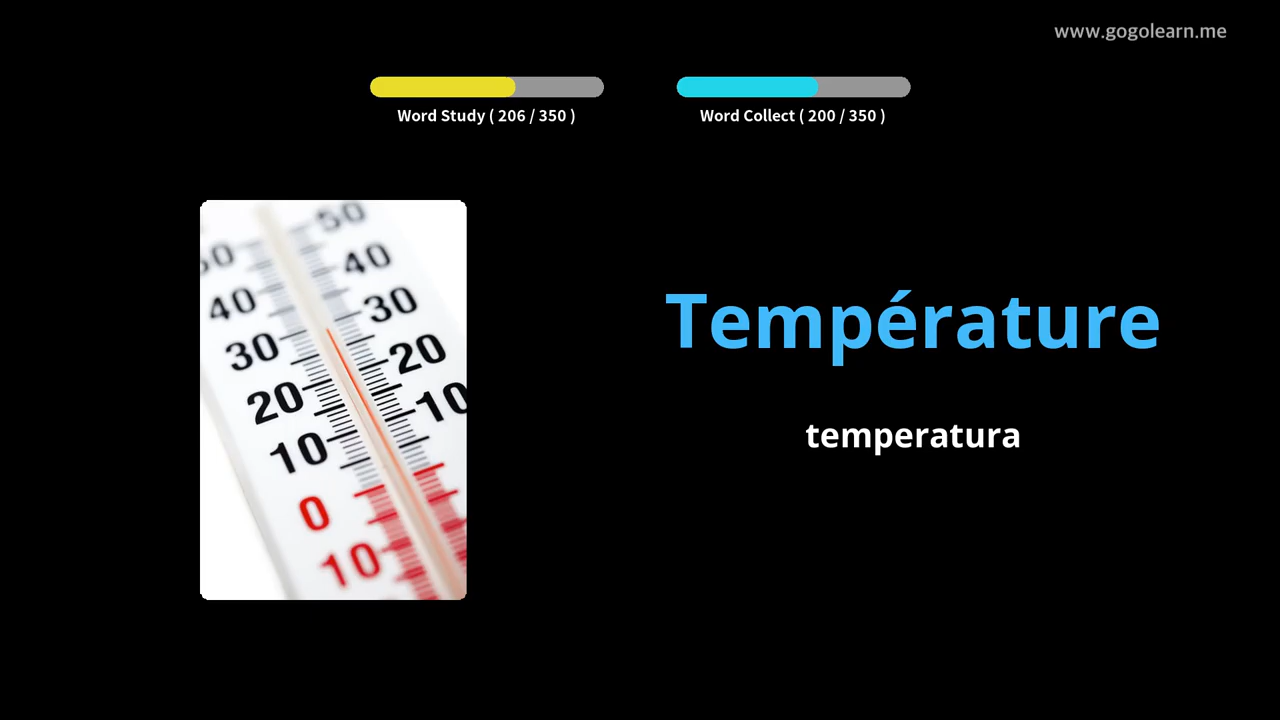 www.gogolearn.me
Word Study ( 206 / 350 )
Word Collect ( 200 / 350 )
50
40
40
30
30
20
20
10
10
0
10
Température
temperatura